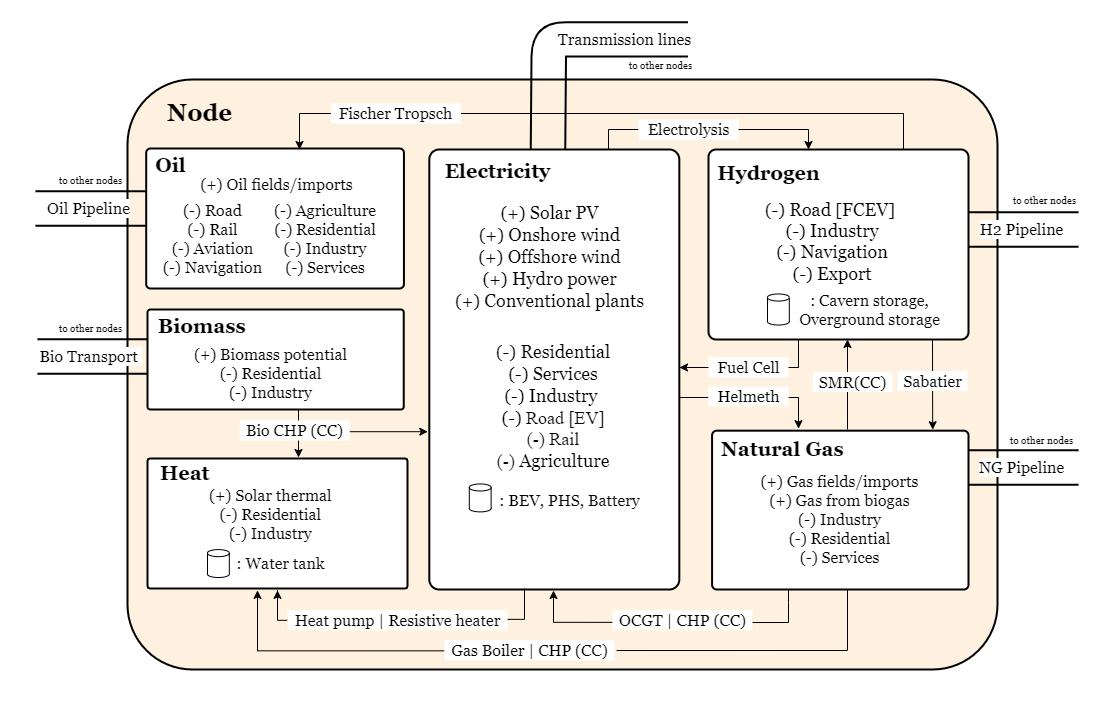 Transmission lines
to other nodes
Node
Fischer Tropsch
Electrolysis
Oil
(+) Oil fields/imports
(-) Road
(-) Agriculture
(-) Rail
(-) Residential
(-) Aviation
(-) Industry
(-) Navigation
(-) Services
to other nodes
Oil Pipeline
Electricity
(+) Solar PV
(+) Onshore wind
(+) Offshore wind
(+) Hydro power
(+) Conventional plants
(-) Residential
(-) Services
(-) Industry
(-) Road [EV]
(-) Rail
(-) Agriculture
: BEV, PHS, Battery
Hydrogen
(-) Road [FCEV]
(-) Industry
(-) Navigation
(-) Export
: Cavern storage,
Overground storage
to other nodes
H2 Pipeline
to other nodes
Bio Transport
Biomass
(+) Biomass potential
(-) Residential
(-) Industry
Bio CHP (CC)
Fuel Cell
Helmeth
SMR(CC)
Sabatier
Heat
(+) Solar thermal
(-) Residential
(-) Industry
: Water tank
Natural Gas
(+) Gas fields/imports
(+) Gas from biogas
(-) Industry
(-) Residential
(-) Services
to other nodes
NG Pipeline
Heat pump | Resistive heater
OCGT | CHP (CC)
Gas Boiler | CHP (CC)